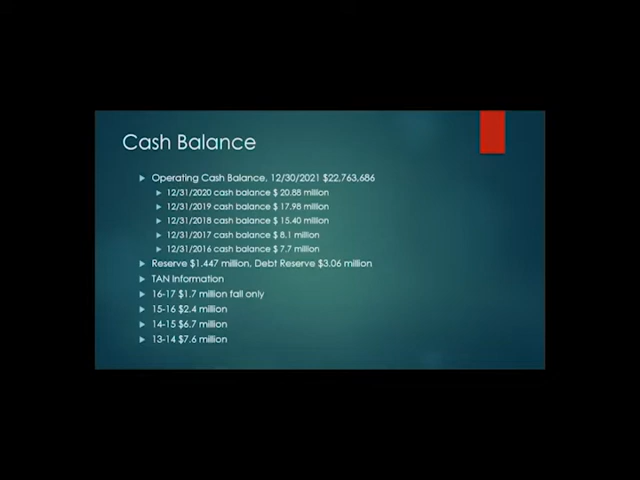 Cash Balance
Operating Cash Balance, 12/30/2021 $22,763,686
12/31/2020 cash balance $ 20.88 million
12/31/2019 cash balance $ 17.98 million
12/31/2018 cash balance $ 15.40 million
12/31/2017 cash balance $ 8.1 million
12/31/2016 cash balance $ 7.7 million
Reserve $1.447 million, Debt Reserve $3.06 million
TAN Information
16-17 $1.7 million fall only
15-16 $2.4 million
14-15 $6.7 million
13-14 $7.6 million